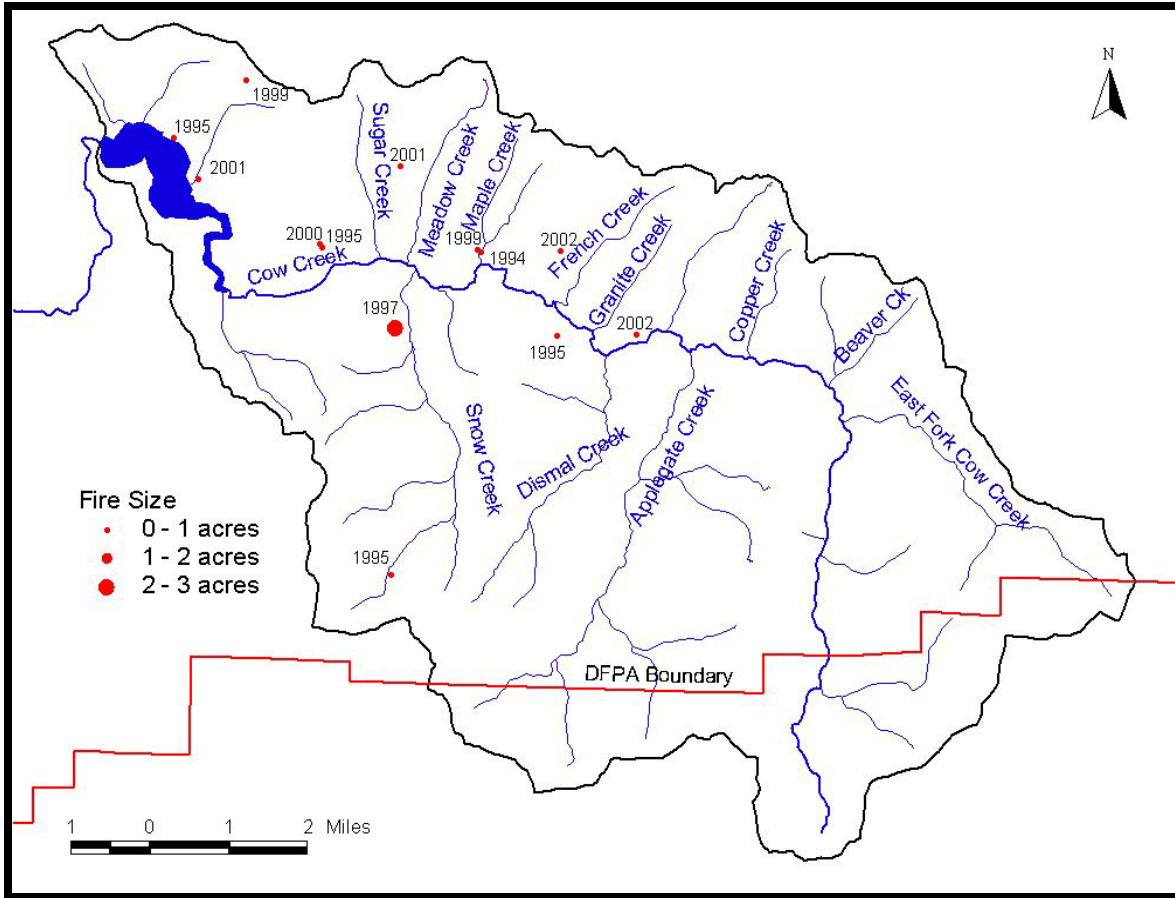 N
1999
1995
2001
Sugar Creek
2001
Meadow Creek
Maple Creek
2000
1995
Cow Creek
1999
1994
2002
French Creek
Granite Creek
Copper Creek
Beaver Ck
1997
1995
2002
East Fork Cow Creek
Snow Creek
Dismal Creek
Applegate Creek
Fire Size
0 - 1 acres
1 - 2 acres
2 - 3 acres
1995
DFPA Boundary
1 0 1 2 Miles